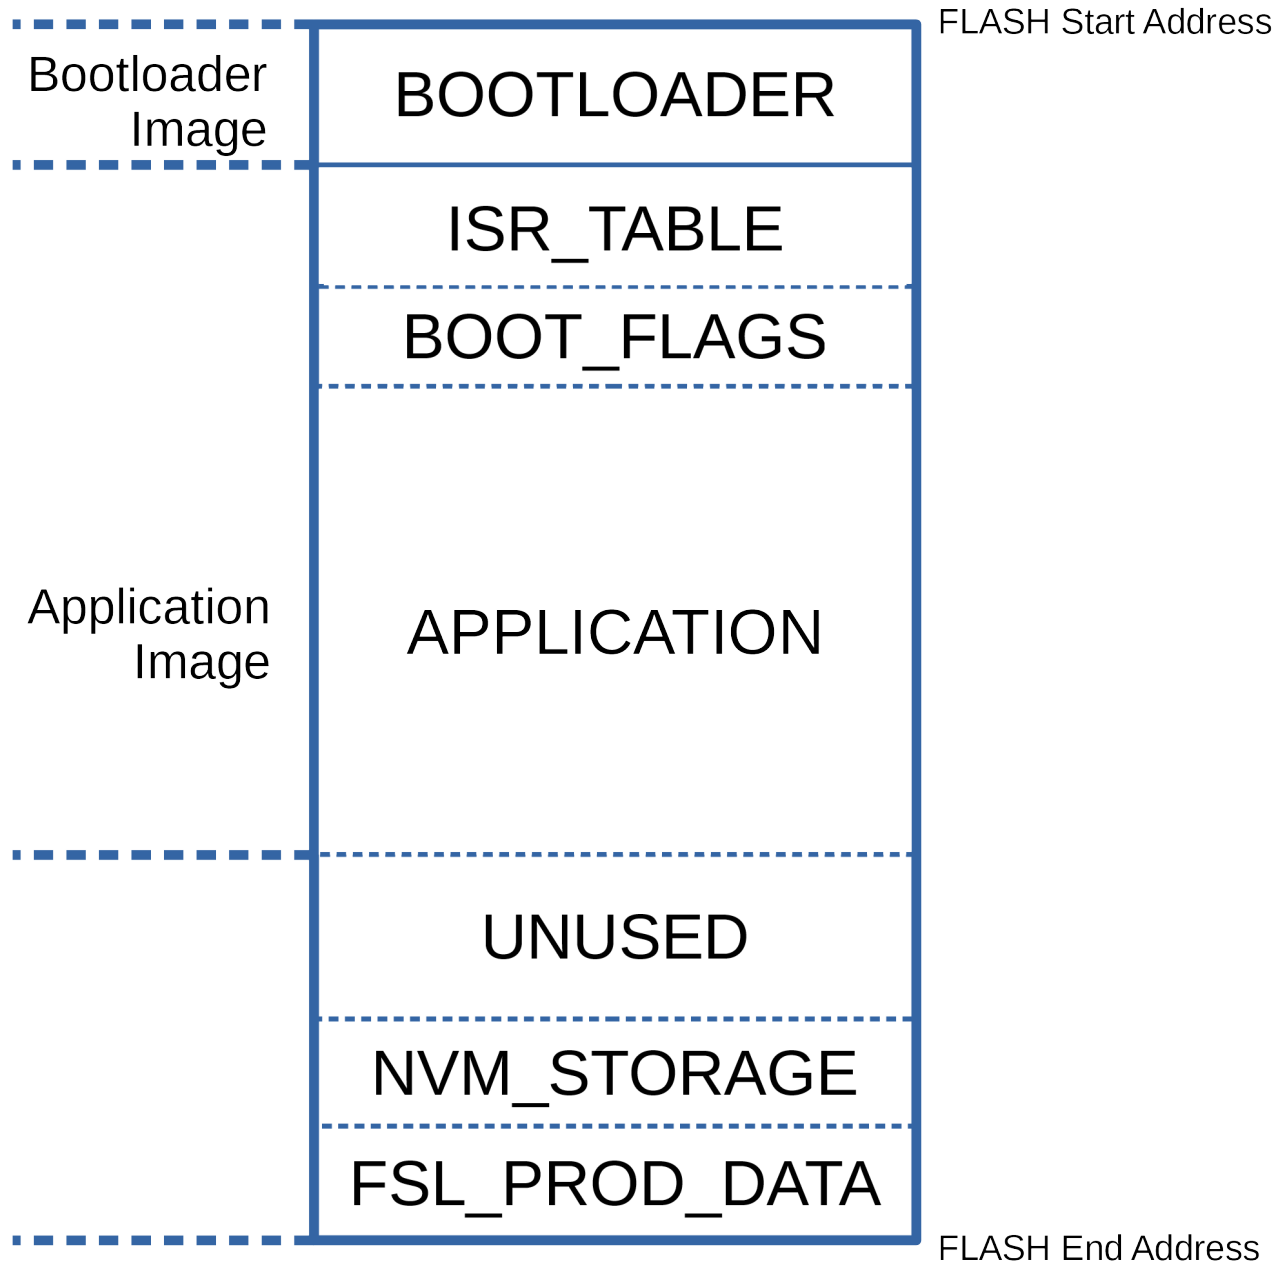 FLASH Start Address
Bootloader
Image
BOOTLOADER
ISR_TABLE
BOOT_FLAGS
Application
Image
APPLICATION
UNUSED
NVM_STORAGE
FSL_PROD_DATA
FLASH End Address